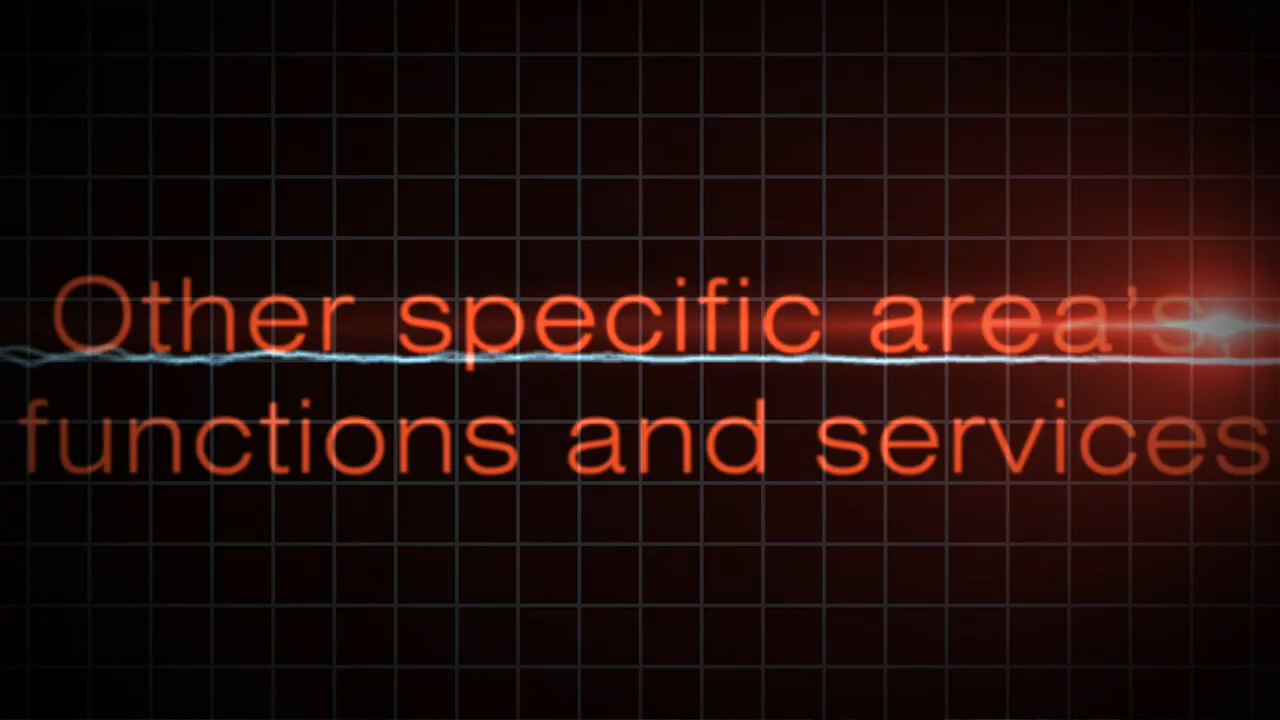 Other specific area's,
functions and services